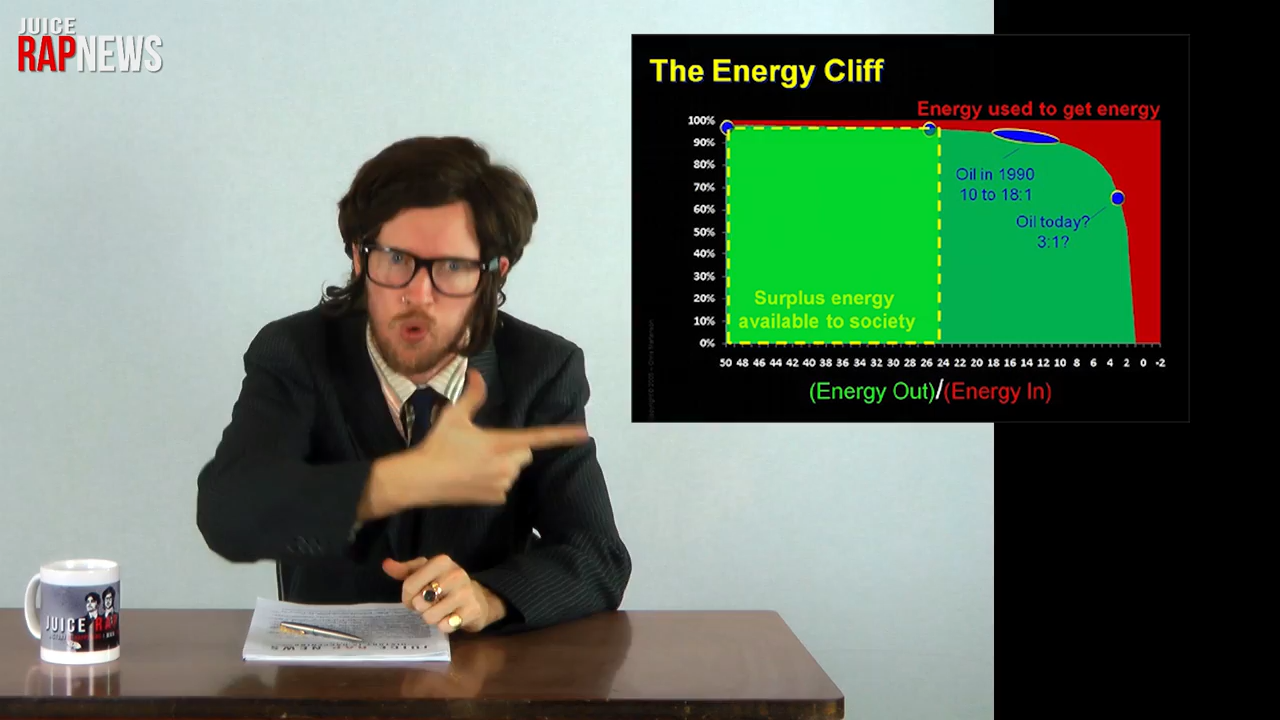 JUICE
RAPNEWS
The Energy Cliff
Energy used to get energy
100%
90%
80%
70%
60%
50%
40%
30%
20%
10%
0%
Oil in 1990
10 to 18:1
Oil today?
3:1?
Surplus energy
available to society
50 48 46 44 42 40 38 36 34 32 30 28 26 24 22 20 18 16 14 12 10 8 6 4 2 0 -2
(Energy Out)/(Energy In)
JUICE RAP
JUICE RAP NEWS